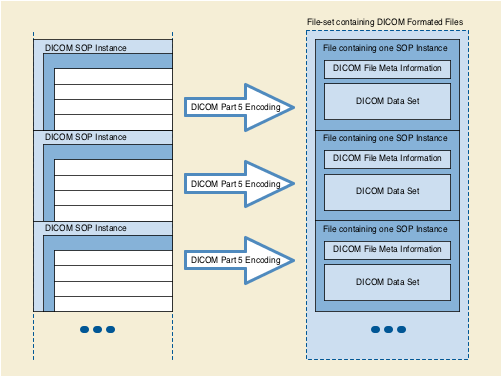 File-set containing DICOM Formated Files
DICOM SOP Instance
DICOM Part 5 Encoding
File containing one SOP Instance
DICOM File Meta Information
DICOM Data Set
DICOM SOP Instance
DICOM Part 5 Encoding
File containing one SOP Instance
DICOM File Meta Information
DICOM Data Set
DICOM SOP Instance
DICOM Part 5 Encoding
File containing one SOP Instance
DICOM File Meta Information
DICOM Data Set